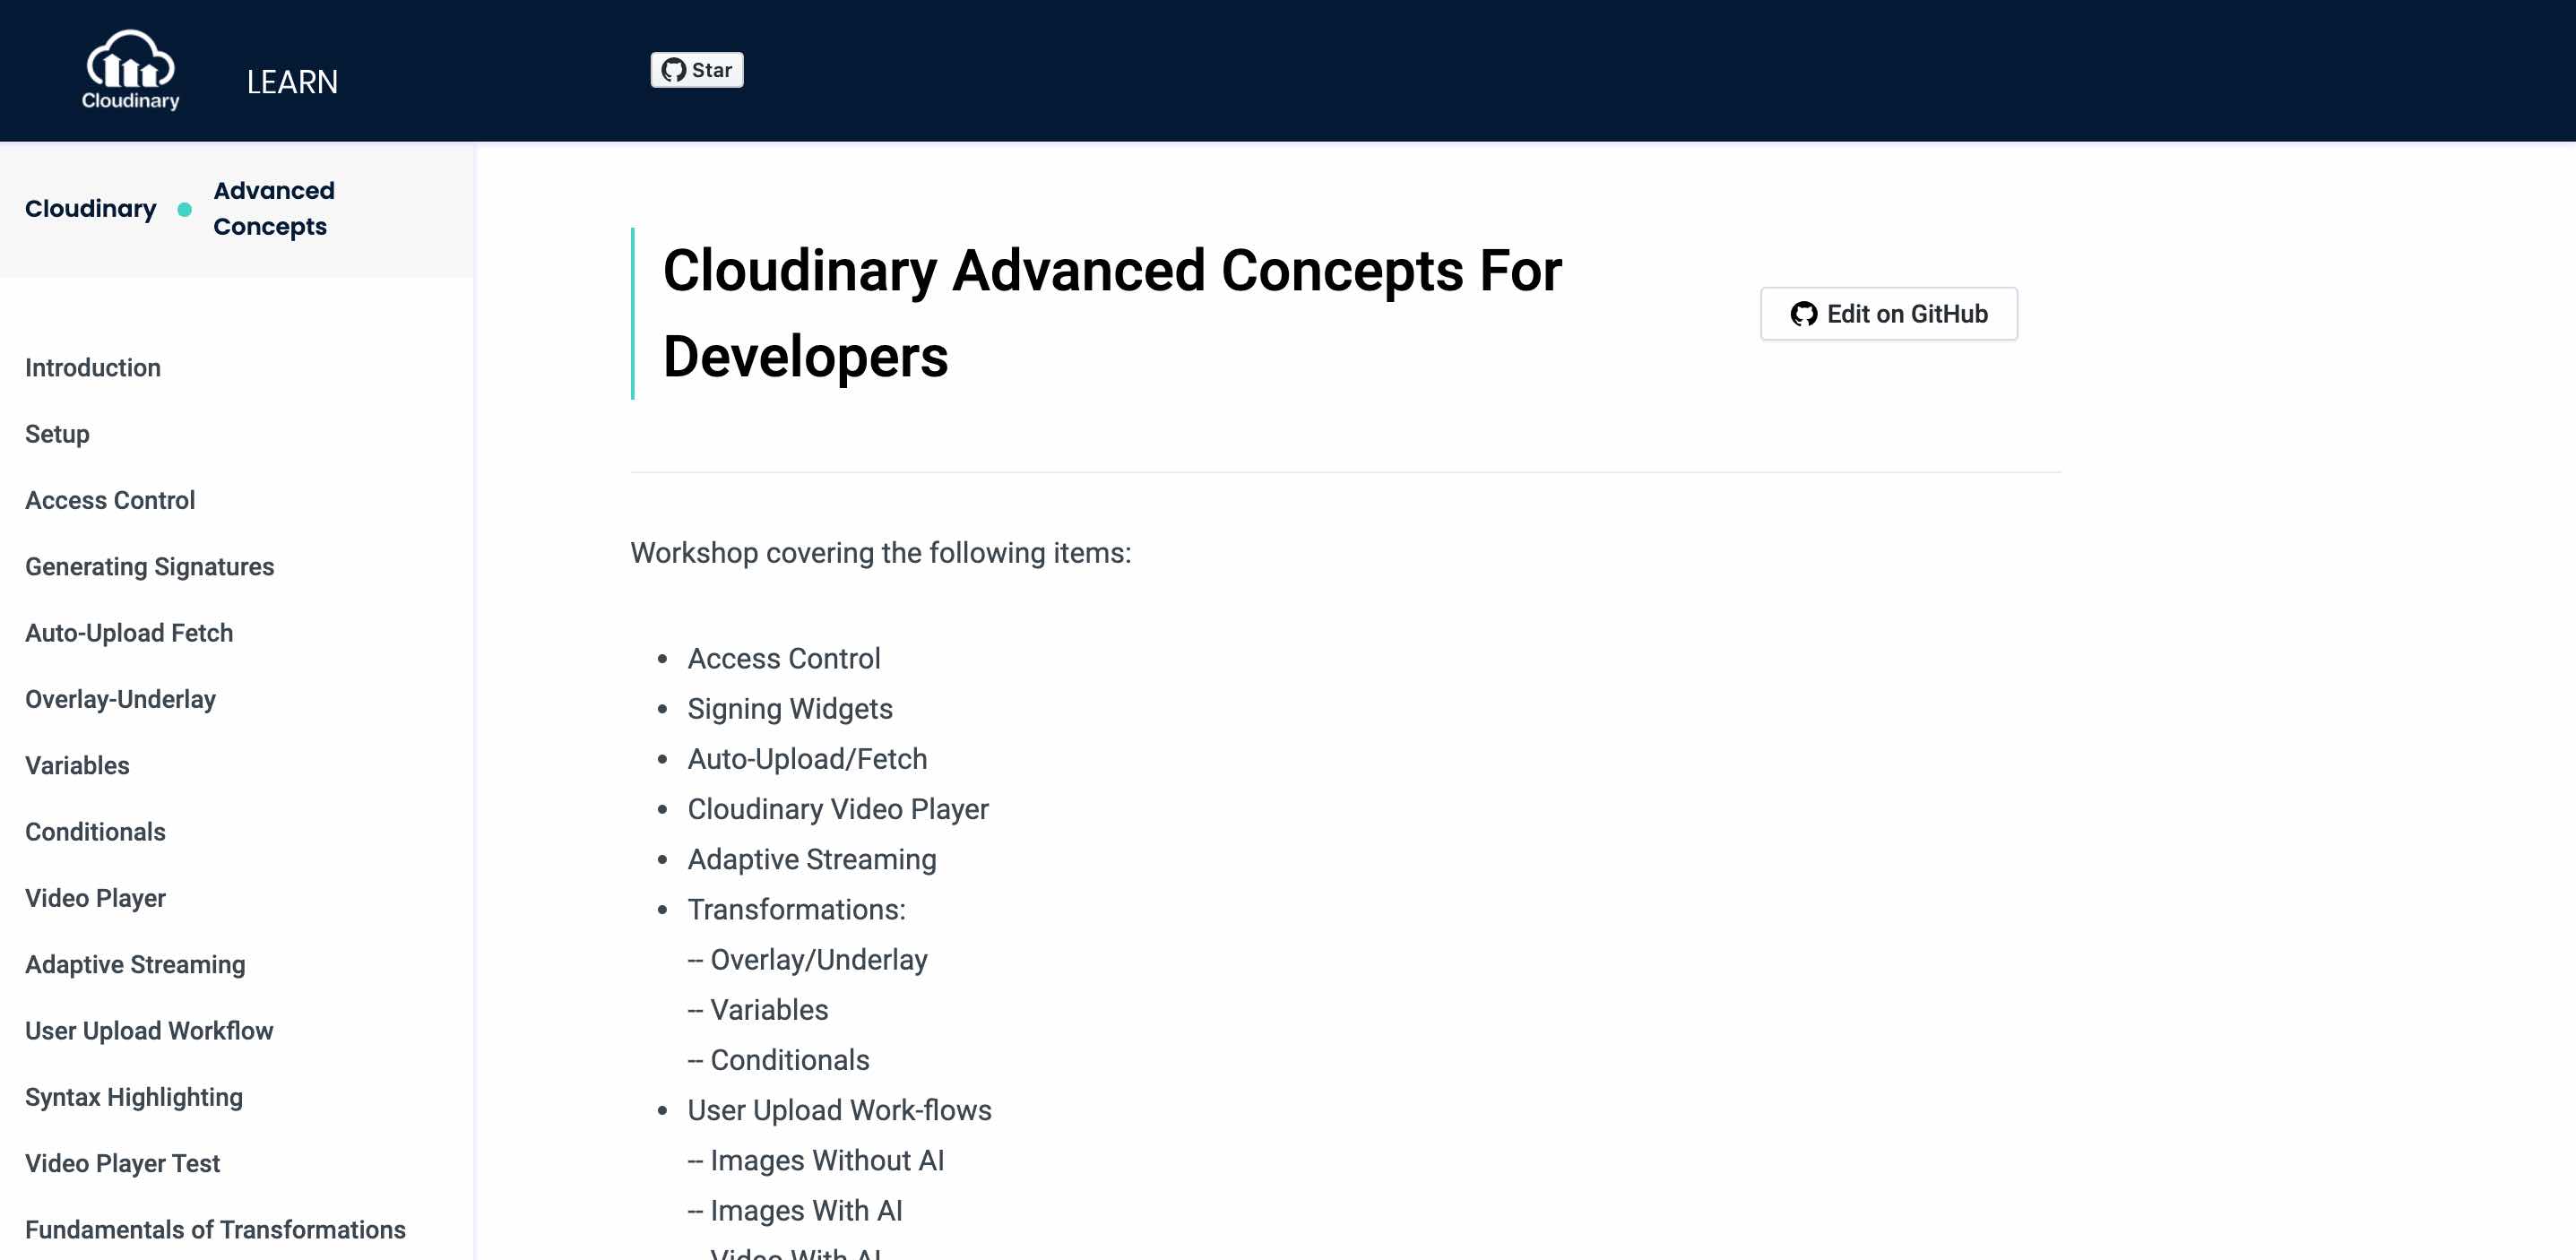 Cloudinary
LEARN
Star
Cloudinary
Advanced
Concepts
Introduction
Setup
Access Control
Generating Signatures
Auto-Upload Fetch
Overlay-Underlay
Variables
Conditionals
Video Player
Adaptive Streaming
User Upload Workflow
Syntax Highlighting
Video Player Test
Fundamentals of Transformations
Cloudinary Advanced Concepts For
Developers
Edit on GitHub
Workshop covering the following items:
• Access Control
• Signing Widgets
• Auto-Upload/Fetch
• Cloudinary Video Player
• Adaptive Streaming
• Transformations:
-- Overlay/Underlay
-- Variables
-- Conditionals
• User Upload Work-flows
-- Images Without AI
-- Images With AI
Video With AI